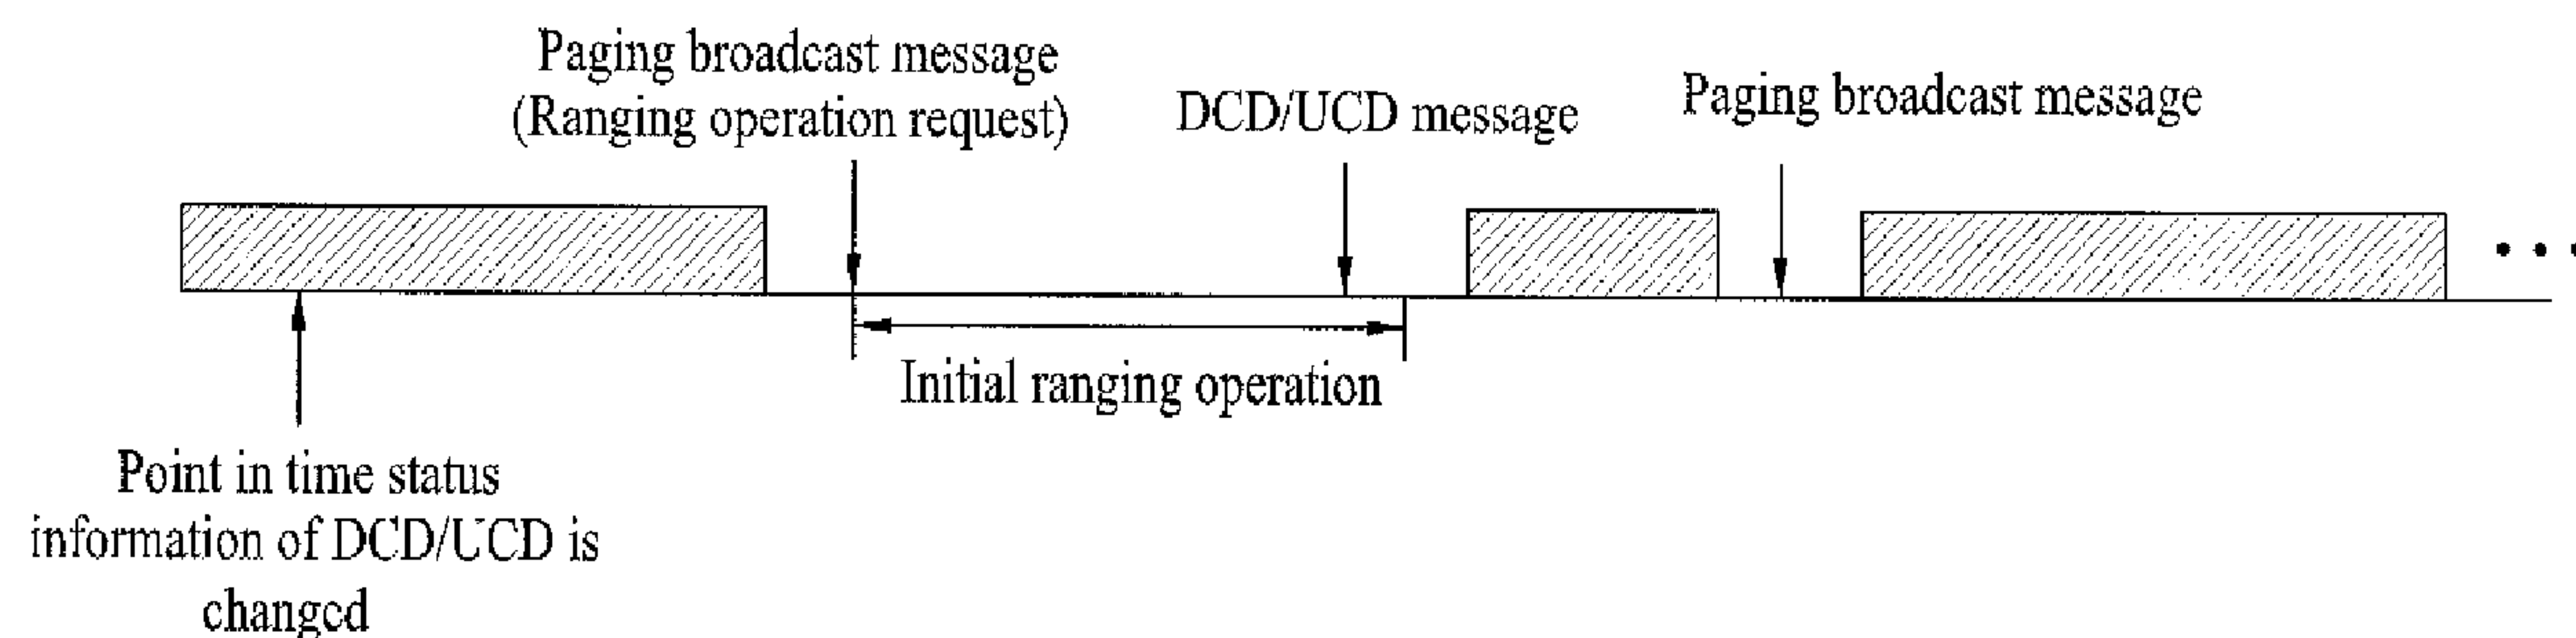 Paging broadcast message
(Ranging operation request)
DCD/UCD message
Paging broadcast message
Initial ranging operation
Point in time status
information of DCD/UCD is
changed